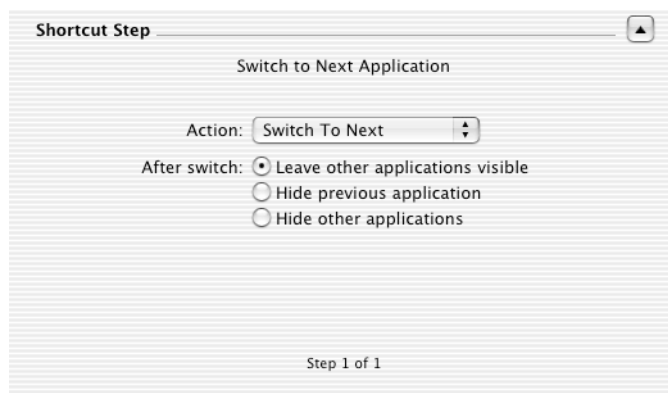 Shortcut Step
Switch to Next Application
Action: Switch To Next
After switch: Leave other applications visible
Hide previous application
Hide other applications
Step 1 of 1